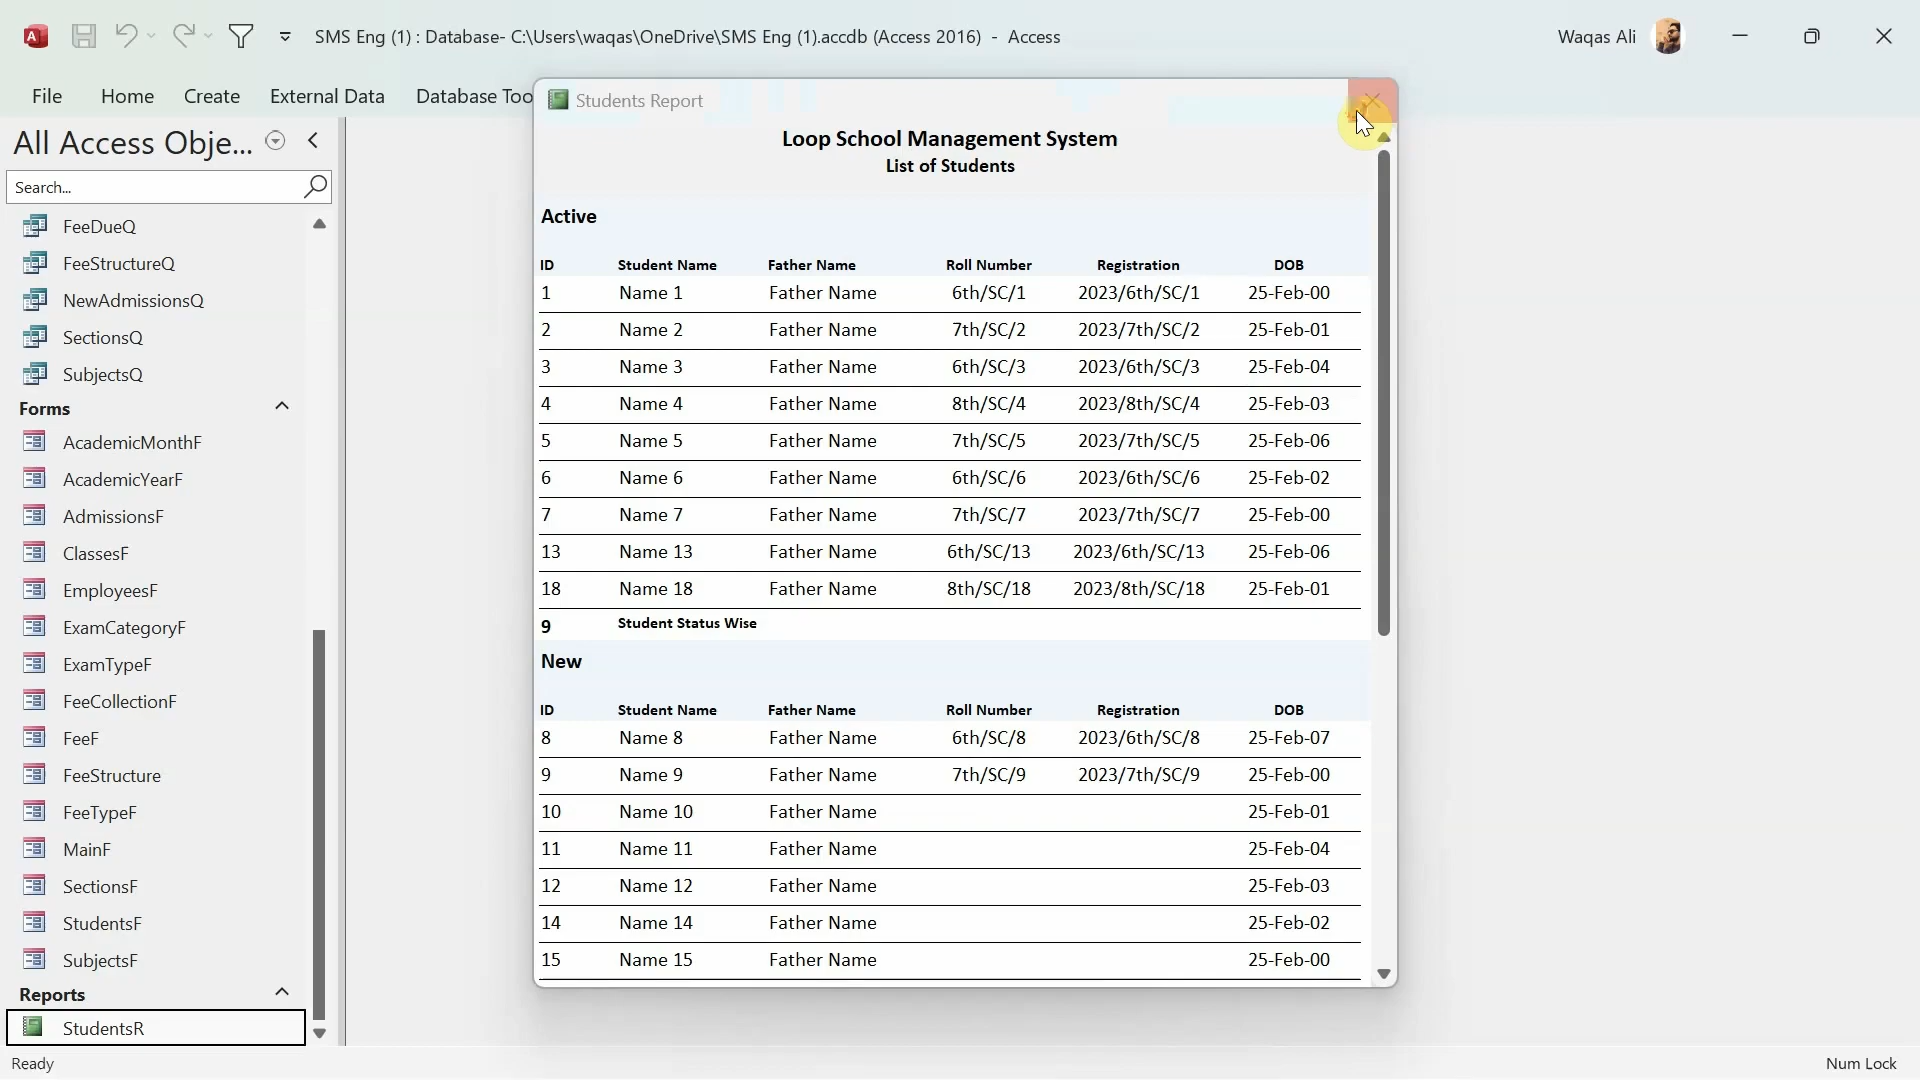 SMS Eng (1) : Database- C:\Users\waqas\OneDrive\SMS Eng (1).accdb (Access 2016) - Access
Waqas Ali
File Home Create External Data Database Too
All Access Obje...
Search...
FeeDueQ
FeeStructureQ
NewAdmissionsQ
SectionsQ
SubjectsQ
Forms
AcademicMonthF
AcademicYearF
AdmissionsF
ClassesF
EmployeesF
ExamCategoryF
ExamTypeF
FeeCollectionF
FeeF
FeeStructure
FeeTypeF
MainF
SectionsF
StudentsF
SubjectsF
Reports
StudentsR
Students Report
Loop School Management System
List of Students
Active
ID Student Name Father Name Roll Number Registration DOB
1 Name 1 Father Name 6th/SC/1 2023/6th/SC/1 25-Feb-00
2 Name 2 Father Name 7th/SC/2 2023/7th/SC/2 25-Feb-01
3 Name 3 Father Name 6th/SC/3 2023/6th/SC/3 25-Feb-04
4 Name 4 Father Name 8th/SC/4 2023/8th/SC/4 25-Feb-03
5 Name 5 Father Name 7th/SC/5 2023/7th/SC/5 25-Feb-06
6 Name 6 Father Name 6th/SC/6 2023/6th/SC/6 25-Feb-02
7 Name 7 Father Name 7th/SC/7 2023/7th/SC/7 25-Feb-00
13 Name 13 Father Name 6th/SC/13 2023/6th/SC/13 25-Feb-06
18 Name 18 Father Name 8th/SC/18 2023/8th/SC/18 25-Feb-01
9 Student Status Wise
New
ID Student Name Father Name Roll Number Registration DOB
8 Name 8 Father Name 6th/SC/8 2023/6th/SC/8 25-Feb-07
9 Name 9 Father Name 7th/SC/9 2023/7th/SC/9 25-Feb-00
10 Name 10 Father Name 25-Feb-01
11 Name 11 Father Name 25-Feb-04
12 Name 12 Father Name 25-Feb-03
14 Name 14 Father Name 25-Feb-02
15 Name 15 Father Name 25-Feb-00
Ready
Num Lock